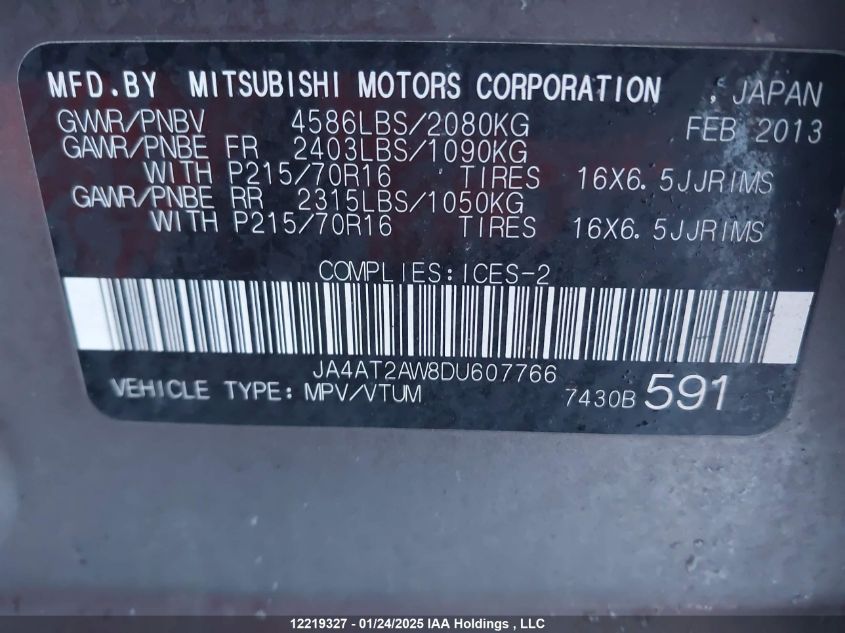 MFD.BY MITSUBISHI MOTORS CORPORATION , JAPAN
GVWR/PNBV 4586LBS/2080KG FEB 2013
GAWR/PNBE FR 2403LBS/1090KG
WITH P215/70R16 TIRES 16X6.5JJRIMS
GAWR/PNBE RR 2315LBS/1050KG
WITH P215/70R16 TIRES 16X6.5JJRIMS
COMPLIES:ICES-2
JA4AT2AW8DU607766
VEHICLE TYPE: MPV/VTUM 7430B 591
12219327 - 01/24/2025 IAA Holdings , LLC